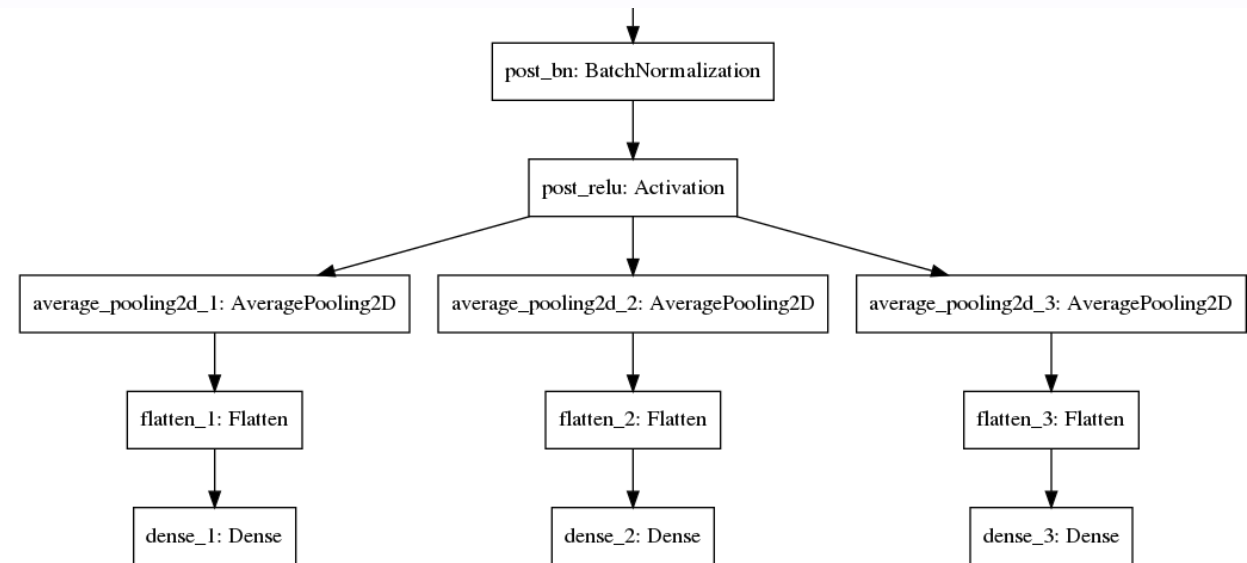 post_bn: BatchNormalization
post_relu: Activation
average_pooling2d_1: AveragePooling2D
average_pooling2d_2: AveragePooling2D
average_pooling2d_3: AveragePooling2D
flatten_1: Flatten
flatten_2: Flatten
flatten_3: Flatten
dense_1: Dense
dense_2: Dense
dense_3: Dense